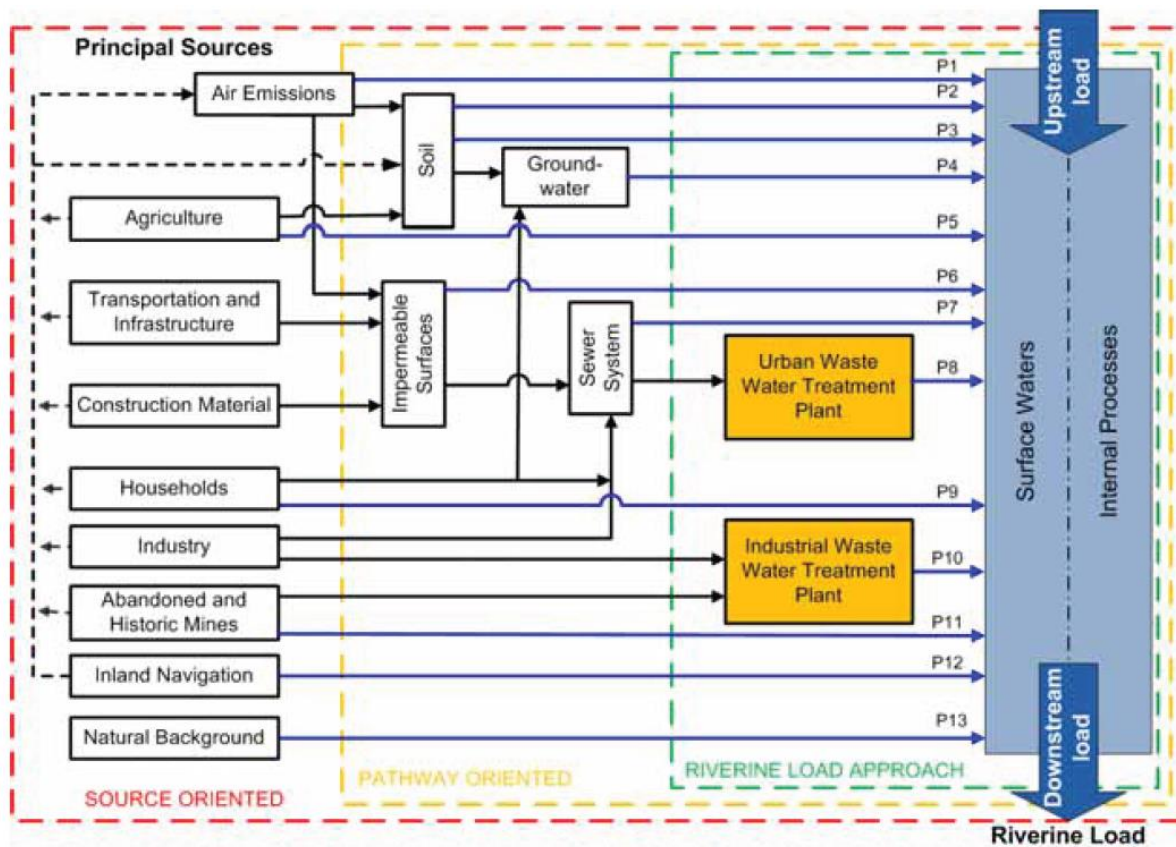 Principal Sources
Air Emissions
Agriculture
Transportation and
Infrastructure
Construction Material
Households
Industry
Abandoned and
Historic Mines
Inland Navigation
Natural Background
SOURCE ORIENTED
Soil
Ground-
water
Impermeable
Surfaces
Sewer
System
PATHWAY ORIENTED
Urban Waste
Water Treatment
Plant
Industrial Waste
Water Treatment
Plant
RIVERINE LOAD APPROACH
P1
P2
P3
P4
P5
P6
P7
P8
P9
P10
P11
P12
P13
Upstream
load
Surface Waters
Internal Processes
Downstream
load
Riverine Load